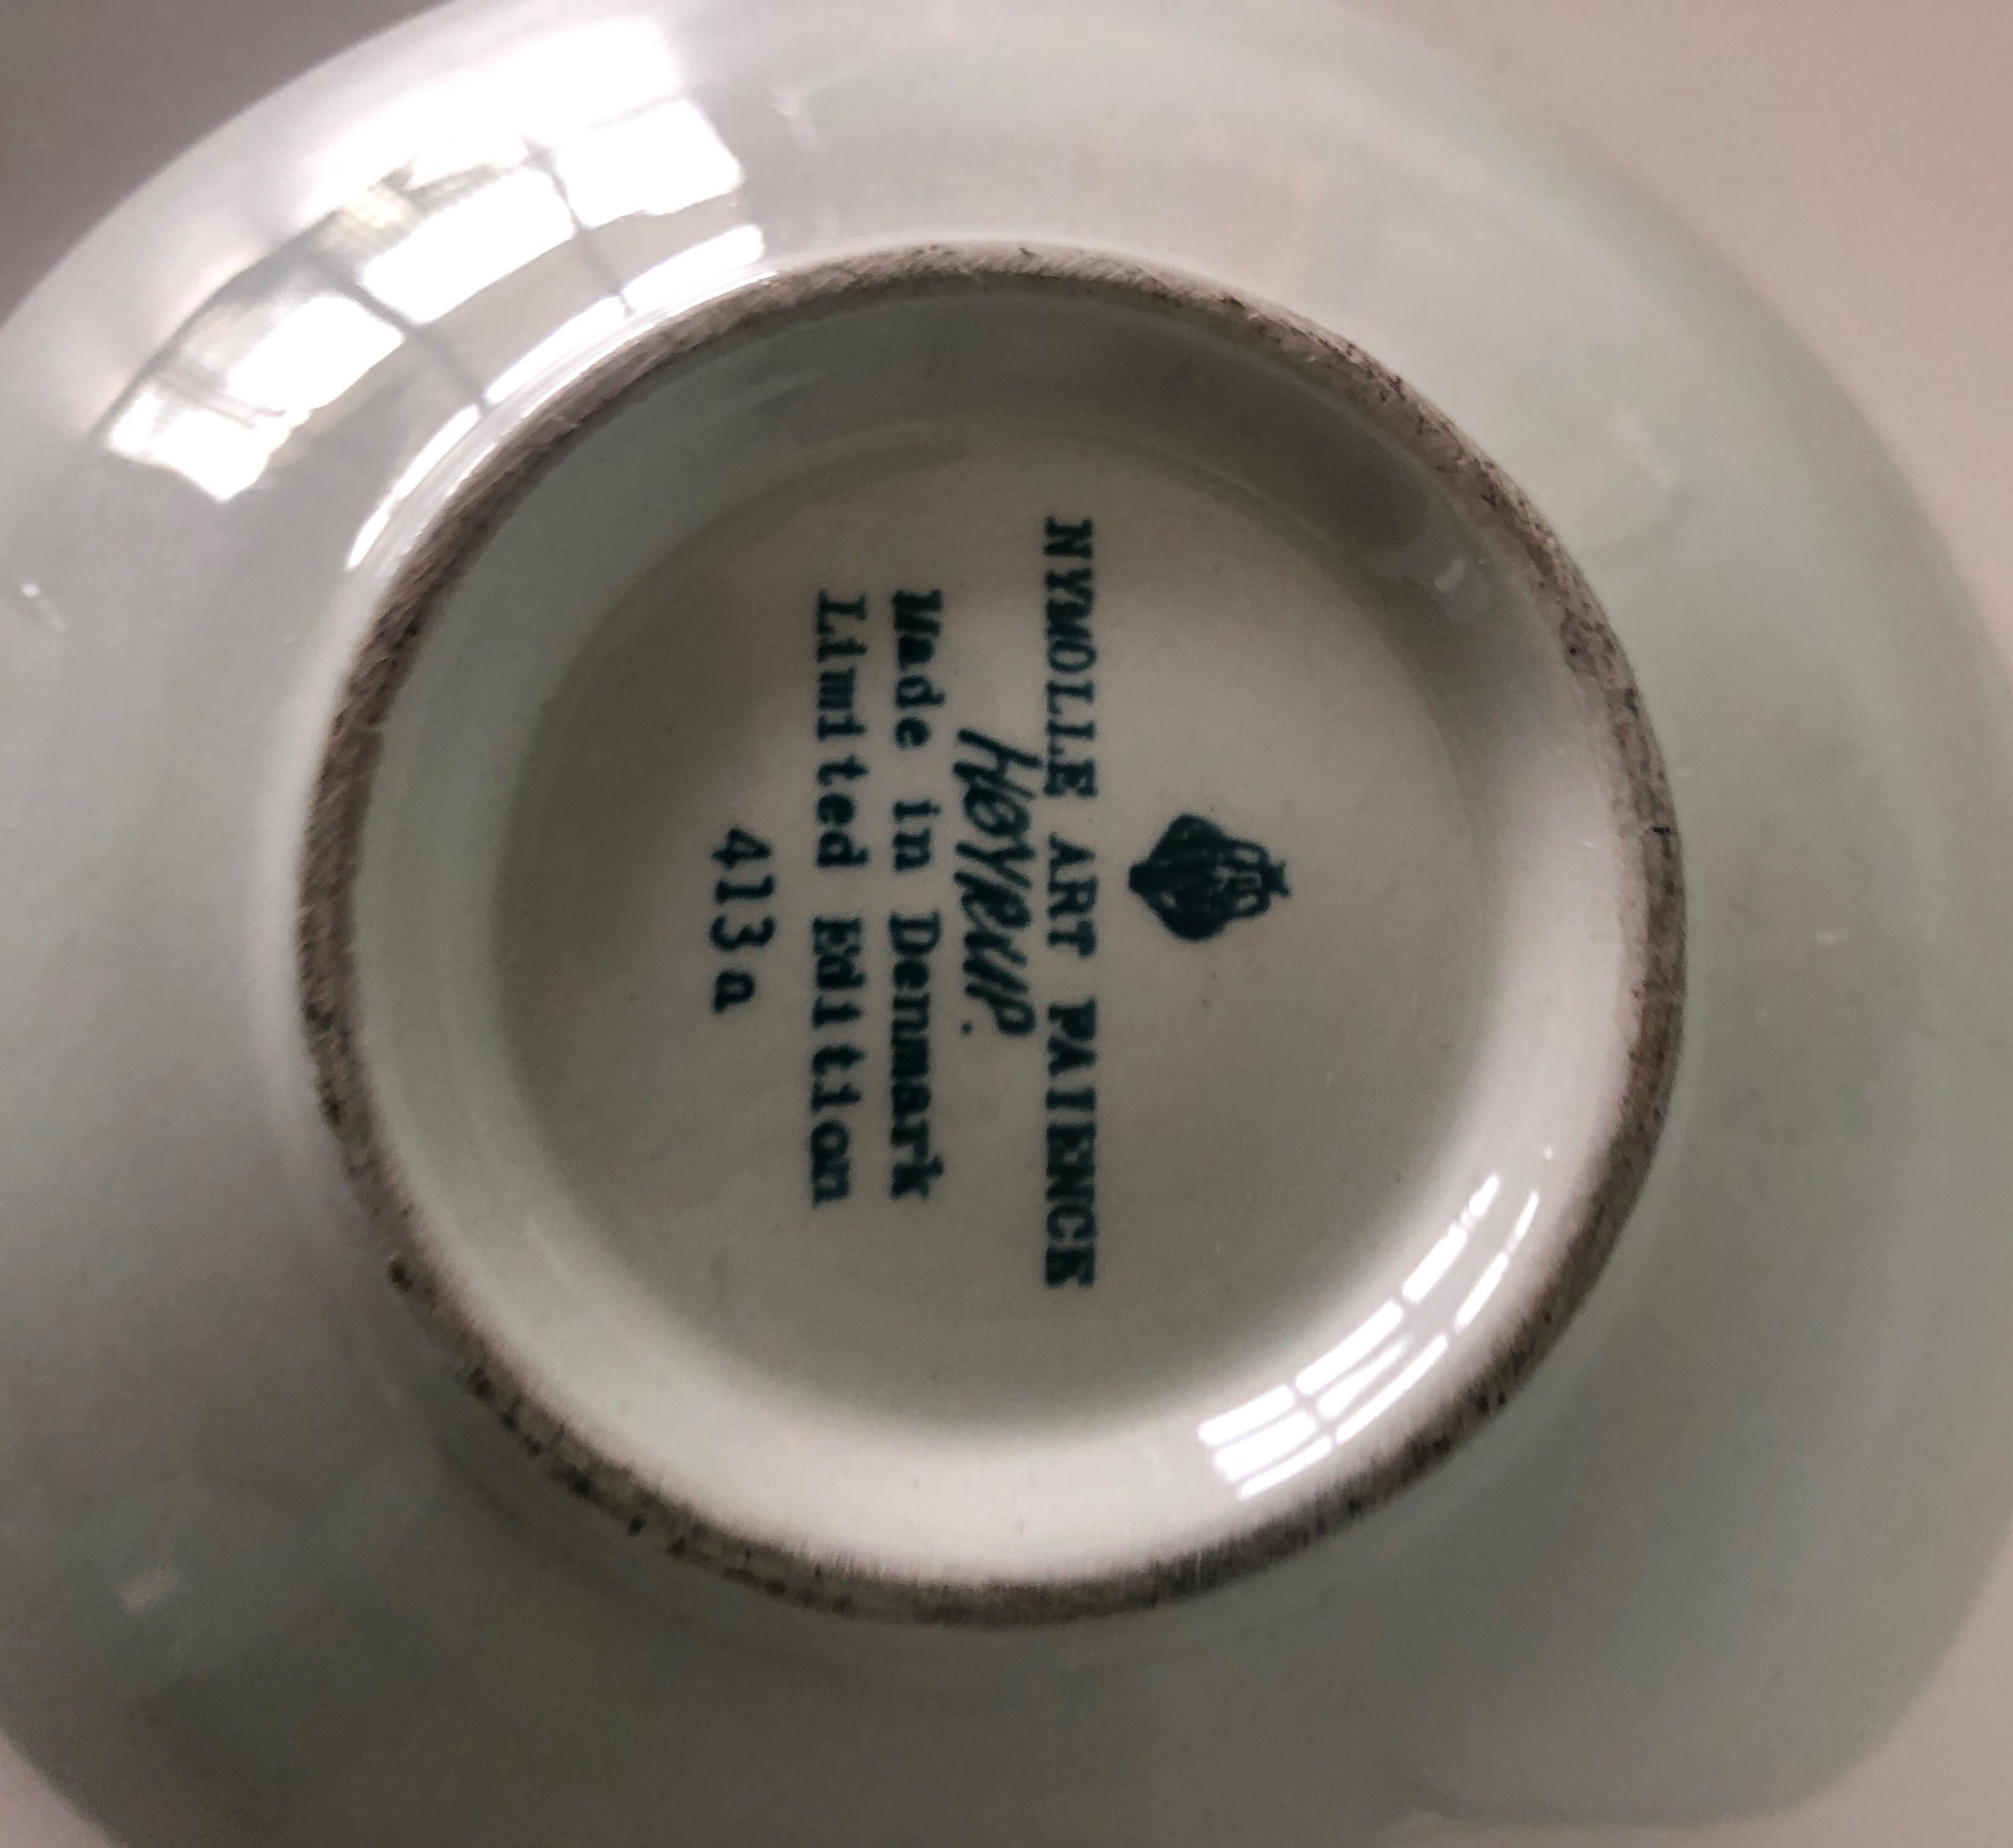 NYMOLLE ART FAIENCE
Hoyrup.
Made in Denmark
Limited Edition
413a